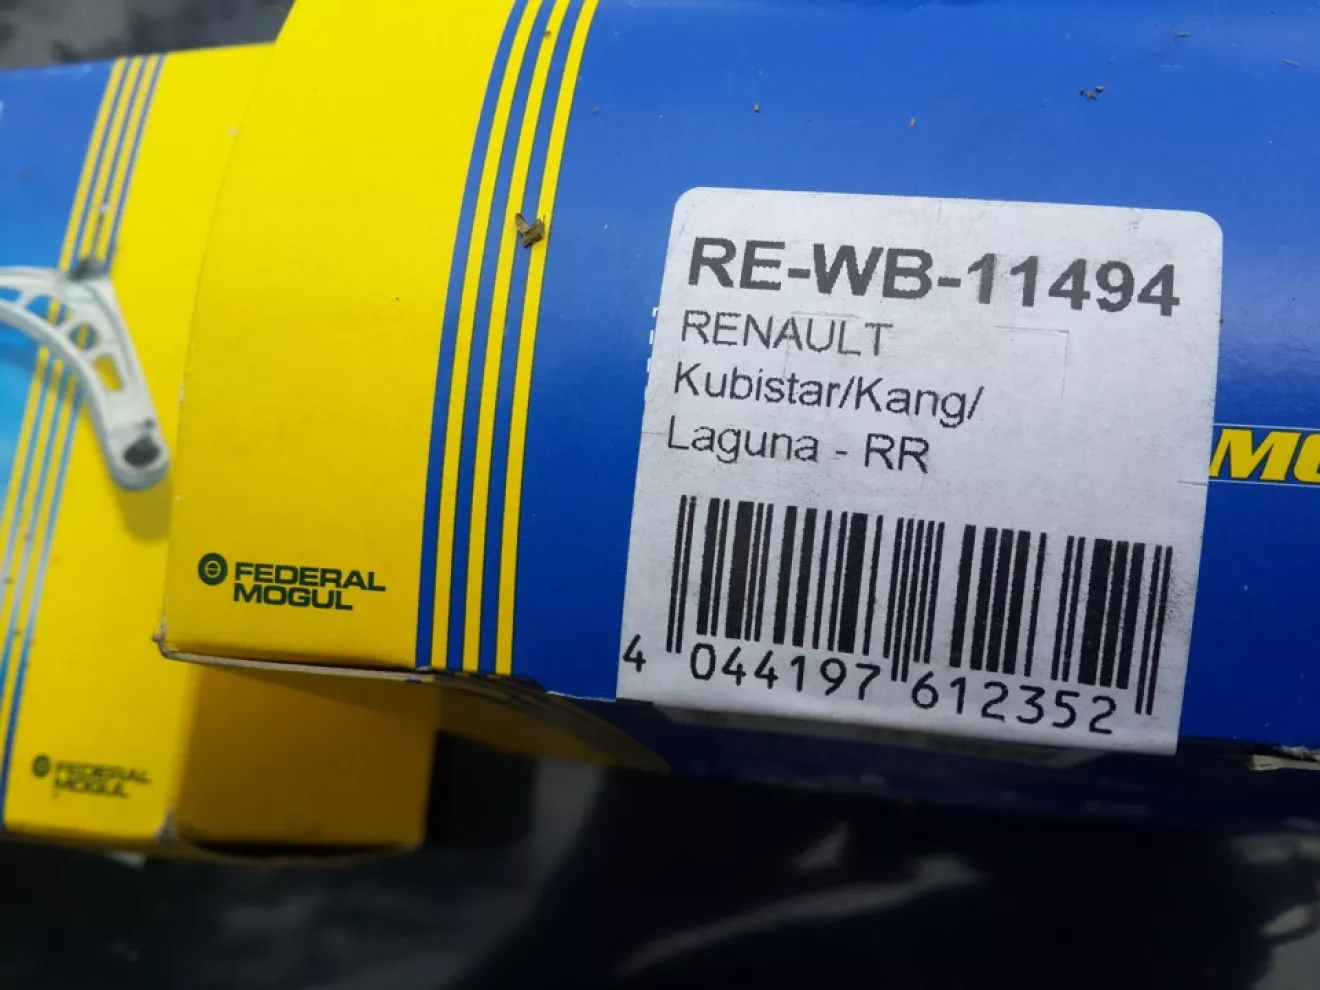 RE-WB-11494
RENAULT
Kubistar/Kang/
Laguna - RR
4 044197 612352
FEDERAL
MOGUL
FEDERAL
MOGUL